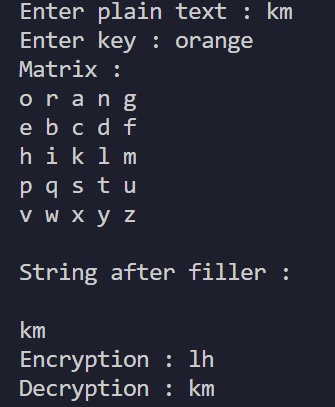 Enter plain text : km
Enter key : orange
Matrix :
o r a n g
e b c d f
h i k l m
p q s t u
v w x y z
String after filler :
km
Encryption : lh
Decryption : km